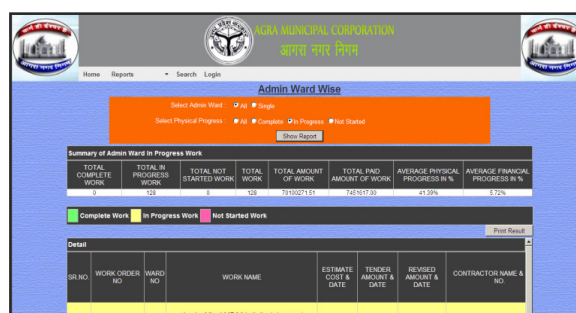 AGRA MUNICIPAL CORPORATION
आगरा नगर निगम
Home Reports Search Login
Admin Ward Wise
Select Admin Ward : All Single
Select Physical Progress : All Complete In Progress Not Started
Show Report
Summary of Admin Ward In Progress Work
TOTAL COMPLETE WORK TOTAL IN PROGRESS WORK TOTAL NOT STARTED WORK TOTAL WORK TOTAL AMOUNT OF WORK TOTAL PAID AMOUNT OF WORK AVERAGE PHYSICAL PROGRESS IN % AVERAGE FINANCIAL PROGRESS IN %
0 128 0 128 70100271.51 7451617.00 41.39% 5.72%
Complete Work In Progress Work Not Started Work
Print Result
Detail
SR.NO. WORK ORDER NO WARD NO WORK NAME ESTIMATE COST & DATE TENDER AMOUNT & DATE REVISED AMOUNT & DATE CONTRACTOR NAME & NO.